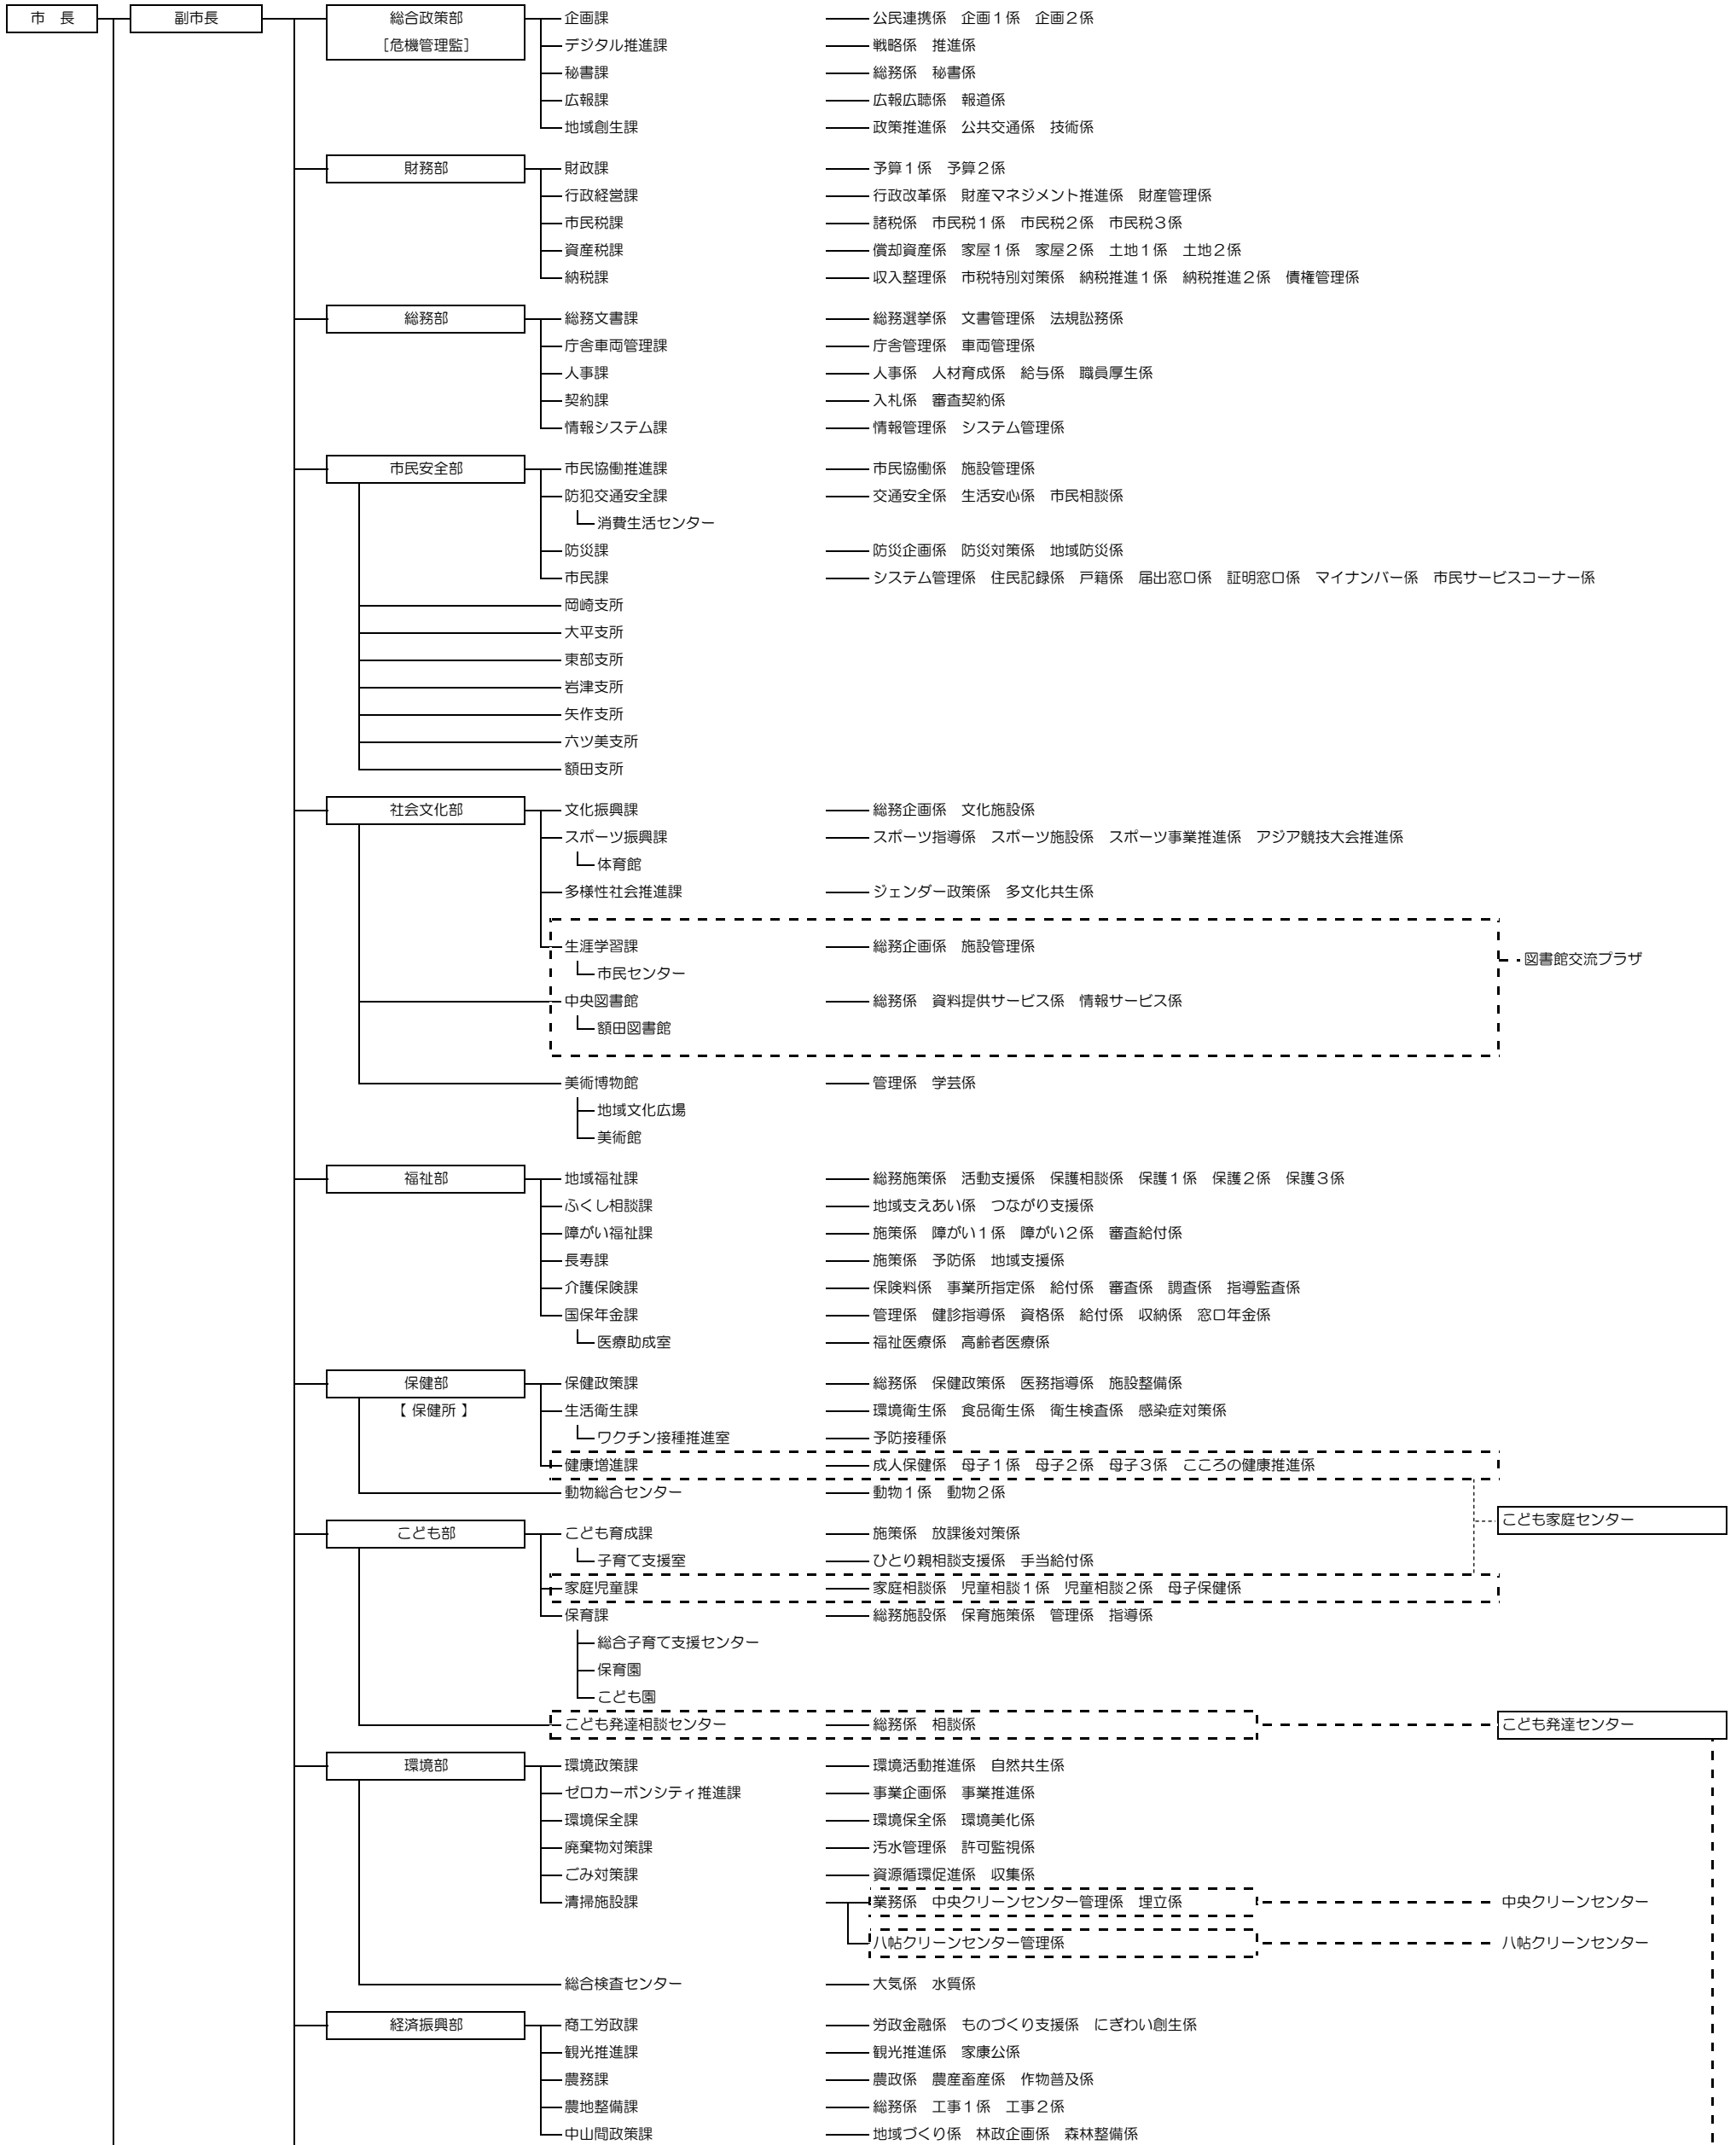 市　長　副市長　総合政策部　企画課　公民連携係　企画１係　企画２係
［危機管理監］　デジタル推進課　戦略係　推進係
秘書課　総務係　秘書係
広報課　広報広聴係　報道係
地域創生課　政策推進係　公共交通係　技術係
財務部　財政課　予算１係　予算２係
行政経営課　行政改革係　財産マネジメント推進係　財産管理係
市民税課　諸税係　市民税１係　市民税２係　市民税３係
資産税課　償却資産係　家屋１係　家屋２係　土地１係　土地２係
納税課　収入整理係　市税特別対策係　納税推進１係　納税推進２係　債権管理係
総務部　総務文書課　総務選挙係　文書管理係　法規訟務係
庁舎車両管理課　庁舎管理係　車両管理係
人事課　人事係　人材育成係　給与係　職員厚生係
契約課　入札係　審査契約係
情報システム課　情報管理係　システム管理係
市民安全部　市民協働推進課　市民協働係　施設管理係
防犯交通安全課　交通安全係　生活安心係　市民相談係
消費生活センター
防災課　防災企画係　防災対策係　地域防災係
市民課　システム管理係　住民記録係　戸籍係　届出窓口係　証明窓口係　マイナンバー係　市民サービスコーナー係
岡崎支所
大平支所
東部支所
岩津支所
矢作支所
六ツ美支所
額田支所
社会文化部　文化振興課　総務企画係　文化施設係
スポーツ振興課　スポーツ指導係　スポーツ施設係　スポーツ事業推進係　アジア競技大会推進係
体育館
多様性社会推進課　ジェンダー政策係　多文化共生係
生涯学習課　総務企画係　施設管理係
図書館交流プラザ
市民センター
中央図書館　総務係　資料提供サービス係　情報サービス係
額田図書館
美術博物館　管理係　学芸係
地域文化広場
美術館
福祉部　地域福祉課　総務施策係　活動支援係　保護相談係　保護１係　保護２係　保護３係
ふくし相談課　地域支えあい係　つながり支援係
障がい福祉課　施策係　障がい１係　障がい２係　審査給付係
長寿課　施策係　予防係　地域支援係
介護保険課　保険料係　事業所指定係　給付係　審査係　調査係　指導監査係
国保年金課　管理係　健診指導係　資格係　給付係　収納係　窓口年金係
医療助成室　福祉医療係　高齢者医療係
保健部　保健政策課　総務係　保健政策係　医務指導係　施設整備係
【 保健所 】　生活衛生課　環境衛生係　食品衛生係　衛生検査係　感染症対策係
ワクチン接種推進室　予防接種係
健康増進課　成人保健係　母子１係　母子２係　母子３係　こころの健康推進係
動物総合センター　動物１係　動物２係
こども家庭センター
こども部　こども育成課　施策係　放課後対策係
子育て支援室　ひとり親相談支援係　手当給付係
家庭児童課　家庭相談係　児童相談１係　児童相談２係　母子保健係
保育課　総務施設係　保育施策係　管理係　指導係
総合子育て支援センター
保育園
こども園
こども発達相談センター　総務係　相談係　こども発達センター
環境部　環境政策課　環境活動推進係　自然共生係
ゼロカーボンシティ推進課　事業企画係　事業推進係
環境保全課　環境保全係　環境美化係
廃棄物対策課　汚水管理係　許可監視係
ごみ対策課　資源循環促進係　収集係
清掃施設課　業務係　中央クリーンセンター管理係　埋立係　中央クリーンセンター
八帖クリーンセンター管理係　八帖クリーンセンター
総合検査センター　大気係　水質係
経済振興部　商工労政課　労政金融係　ものづくり支援係　にぎわい創生係
観光推進課　観光推進係　家康公係
農務課　農政係　農産畜産係　作物普及係
農地整備課　総務係　工事１係　工事２係
中山間政策課　地域づくり係　林政企画係　森林整備係